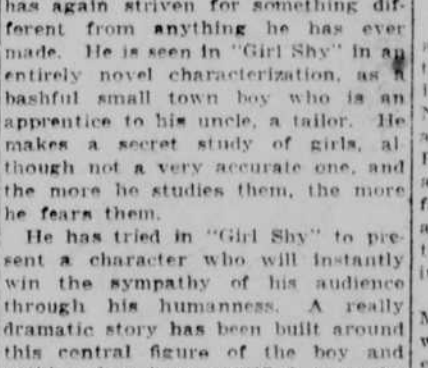 has again striven for something dif-
ferent from anything he has ever
made. He is seen in "Girl Shy" in an
entirely novel characterization, as a
bashful small town boy who is an
apprentice to his uncle, a tailor. He
makes a secret study of girls, al
though not a very accurate one, and
the more he studies them, the more
he fears them.
He has tried in "Girl Shy" to pre-
sent a character who will instantly
win the sympathy of his audience
through his humanness. A really
dramatic story has been built around
this central figure of the boy and